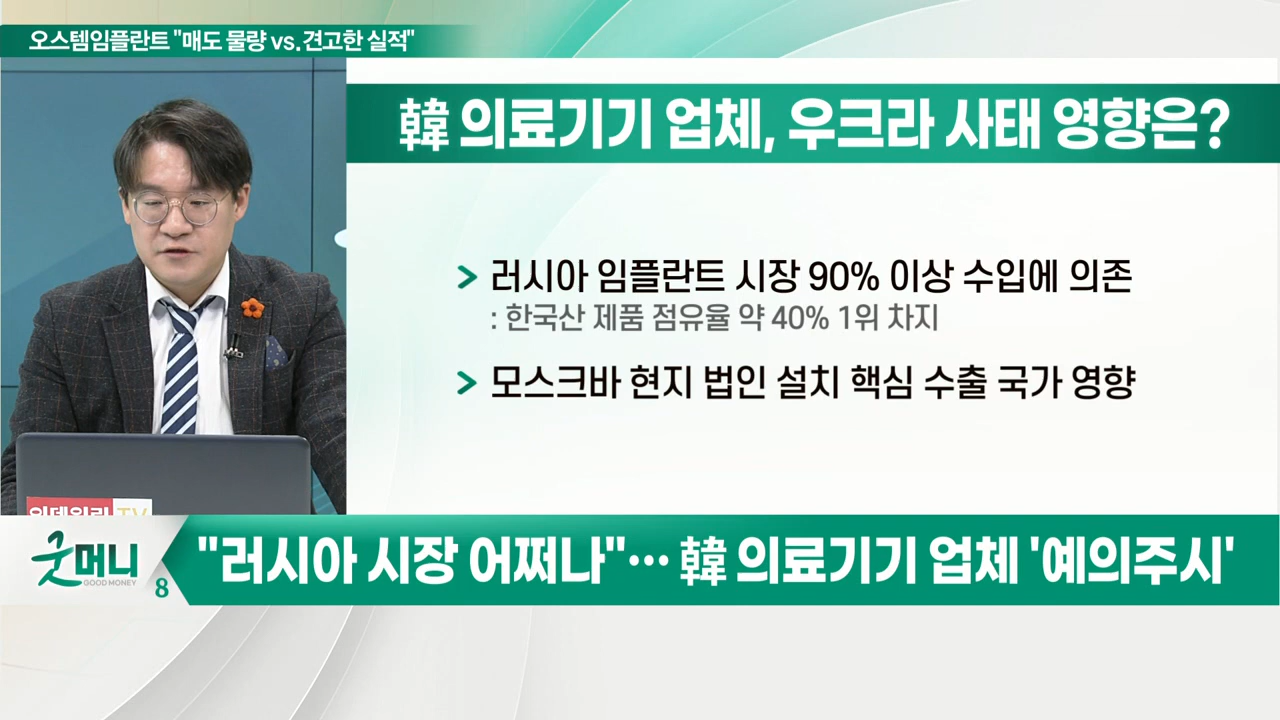 오스템임플란트 "매도 물량 vs. 견고한 실적"
韓 의료기기 업체, 우크라 사태 영향은?
> 러시아 임플란트 시장 90% 이상 수입에 의존
: 한국산 제품 점유율 약 40% 1위 차지
> 모스크바 현지 법인 설치 핵심 수출 국가 영향
이데일리 TV
굿머니
GOOD MONEY
8
"러시아 시장 어쩌나"… 韓 의료기기 업체 '예의주시'